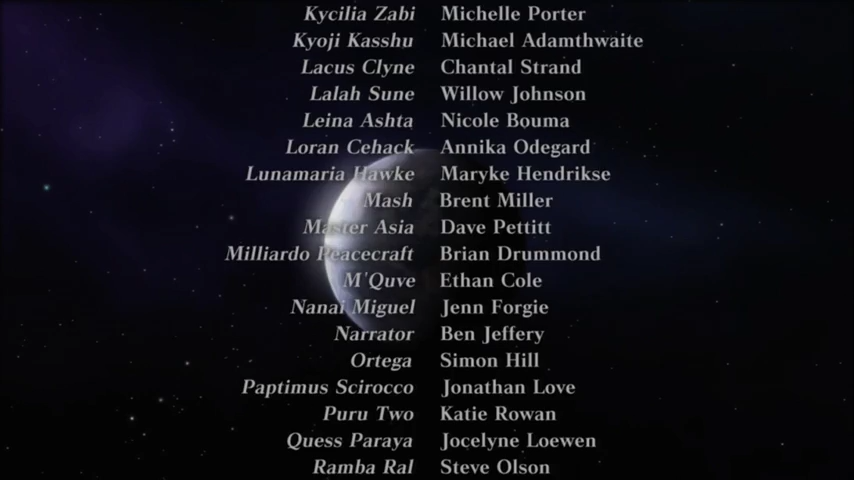 Kycilia Zabi Michelle Porter
Kyoji Kasshu Michael Adamthwaite
Lacus Clyne Chantal Strand
Lalah Sune Willow Johnson
Leina Ashta Nicole Bouma
Loran Cehack Annika Odegard
Lunamaria Hawke Maryke Hendrikse
Mash Brent Miller
Master Asia Dave Pettitt
Milliardo Peacecraft Brian Drummond
M'Quve Ethan Cole
Nanai Miguel Jenn Forgie
Narrator Ben Jeffery
Ortega Simon Hill
Paptimus Scirocco Jonathan Love
Puru Two Katie Rowan
Quess Paraya Jocelyne Loewen
Ramba Ral Steve Olson